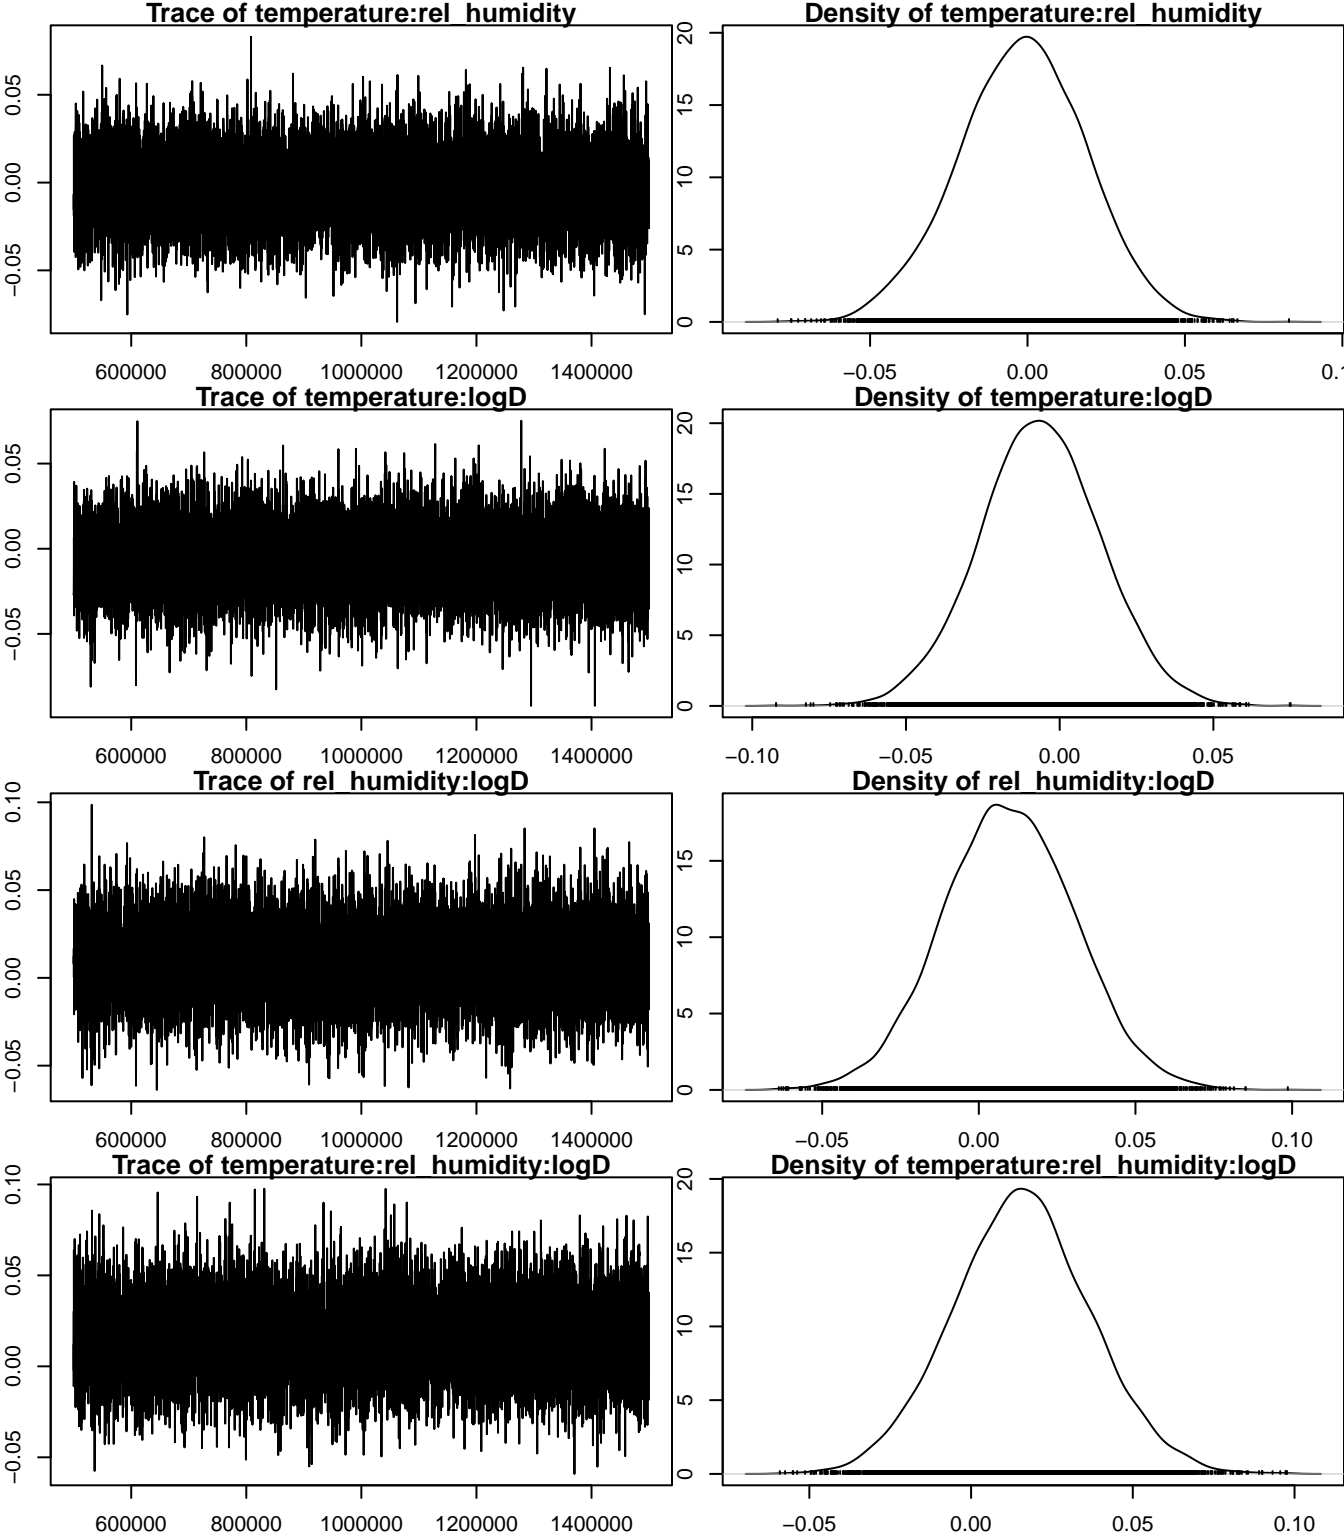 Trace of temperature:rel_humidity
Density of temperature:rel_humidity
0.05
0.00
−0.05
600000 800000 1000000 1200000 1400000
20
15
10
5
0
−0.05 0.00 0.05
Trace of temperature:logD
Density of temperature:logD
0.05
0.00
−0.05
600000 800000 1000000 1200000 1400000
20
15
10
5
0
−0.10 −0.05 0.00 0.05
Trace of rel_humidity:logD
Density of rel_humidity:logD
0.10
0.05
0.00
−0.05
600000 800000 1000000 1200000 1400000
15
10
5
0
−0.05 0.00 0.05 0.10
Trace of temperature:rel_humidity:logD
Density of temperature:rel_humidity:logD
0.10
0.05
0.00
−0.05
600000 800000 1000000 1200000 1400000
20
15
10
5
0
−0.05 0.00 0.05 0.10